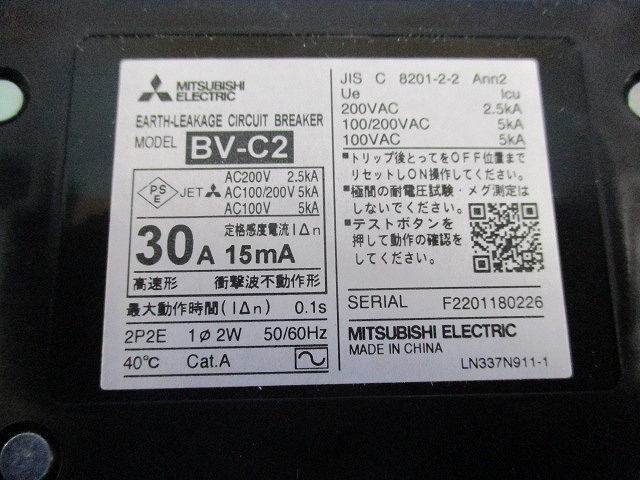 MITSUBISHI
ELECTRIC
EARTH-LEAKAGE CIRCUIT BREAKER
MODEL BV-C2
PS
E
JET
AC200V 2.5kA
AC100/200V 5kA
AC100V 5kA
30A
定格感度電流 IΔn
15mA
高速形 衝撃波不動作形
最大動作時間(IΔn) 0.1s
2P2E 1ø2W 50/60Hz
40℃ Cat.A
JIS C 8201-2-2 Ann2
Ue Icu
200VAC 2.5kA
100/200VAC 5kA
100VAC 5kA
■トリップ後とってをOFF位置まで
リセットしON操作してください。
■極間の耐電圧試験・メグ測定は
しないでください。
■テストボタンを
押して動作の確認を
してください。
SERIAL F2201180226
MITSUBISHI ELECTRIC
MADE IN CHINA
LN337N911-1